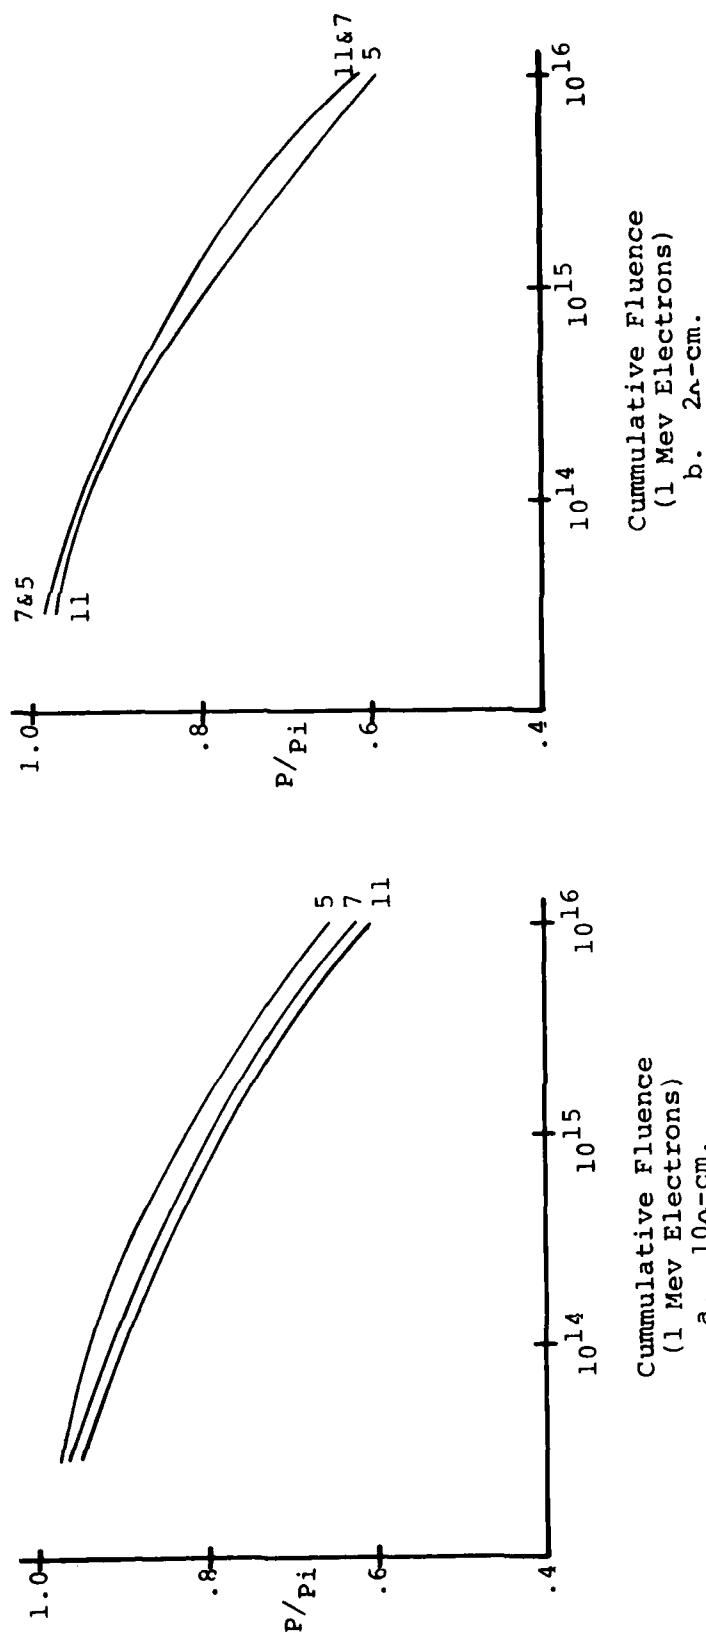 1.0
.8
P/Pi
.6
.4
5
7
11
10^14
10^15
10^16
Cummulative Fluence
(1 Mev Electrons)
a. 10Ω-cm.
1.0
.8
P/Pi
.6
.4
7&5
11
11&7
5
10^14
10^15
10^16
Cummulative Fluence
(1 Mev Electrons)
b. 2Ω-cm.